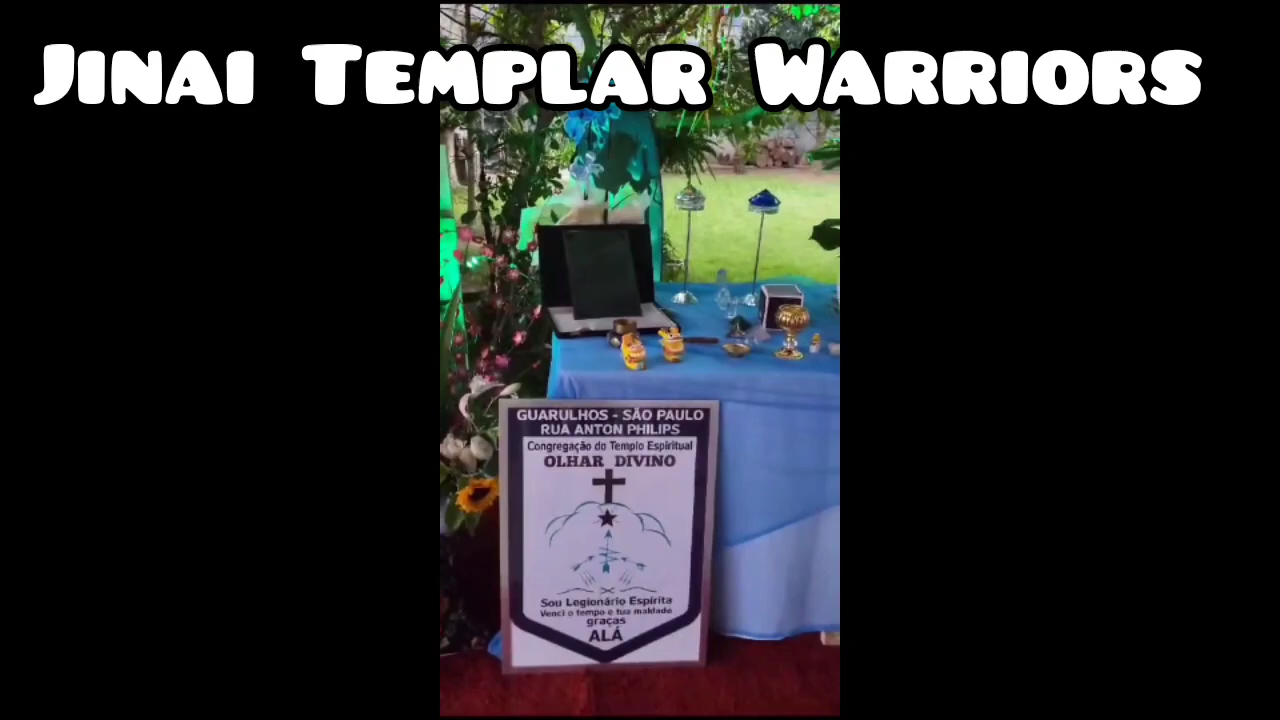 Jinai Templar Warriors
GUARULHOS - SÃO PAULO
RUA ANTON PHILIPS
Congregação do Templo Espiritual
OLHAR DIVINO
Sou Legionário Espírita
Venci o tempo e tua maldade
graças
ALÁ